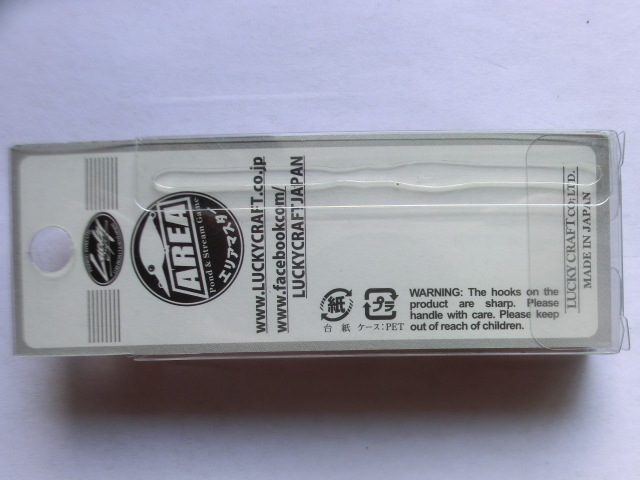 Lucky
AREA
Pond & Stream Game
エリアマスター
www.LUCKYCRAFT.co.jp
www.facebook.com/
LUCKYCRAFTJAPAN
紙
プラ
台 紙 ケース:PET
WARNING: The hooks on the
product are sharp. Please
handle with care. Please keep
out of reach of children.
LUCKY CRAFT CO.LTD.
MADE IN JAPAN